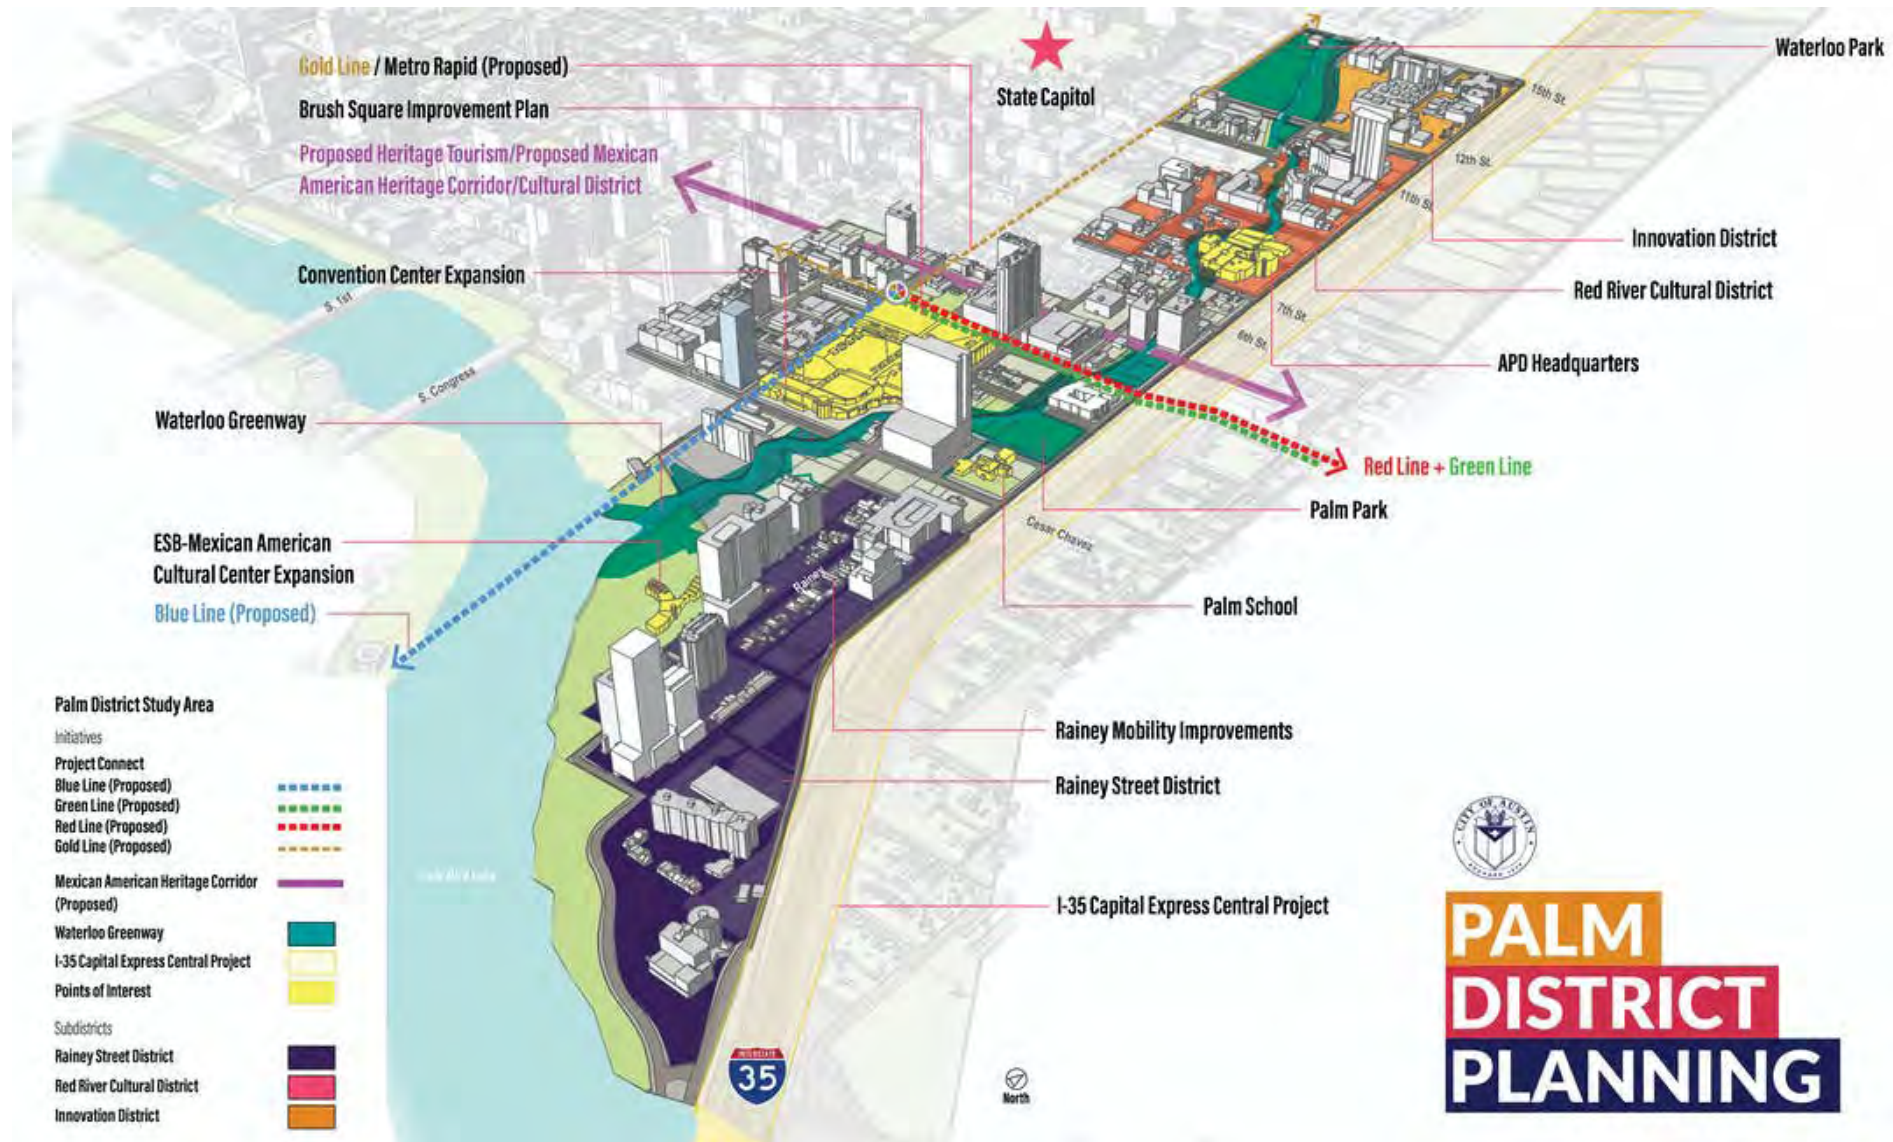 Gold Line / Metro Rapid (Proposed)
Brush Square Improvement Plan
Proposed Heritage Tourism/Proposed Mexican
American Heritage Corridor/Cultural District
Convention Center Expansion
State Capitol
Waterloo Park
15th St.
12th St.
11th St.
Innovation District
Red River Cultural District
7th St.
6th St.
APD Headquarters
S. 1st
S. Congress
Waterloo Greenway
Red Line + Green Line
Palm Park
Cesar Chavez
ESB-Mexican American
Cultural Center Expansion
Blue Line (Proposed)
Rainey
Palm School
Rainey Mobility Improvements
Rainey Street District
I-35 Capital Express Central Project
Palm District Study Area
Initiatives
Project Connect
Blue Line (Proposed)
Green Line (Proposed)
Red Line (Proposed)
Gold Line (Proposed)
Mexican American Heritage Corridor
(Proposed)
Waterloo Greenway
I-35 Capital Express Central Project
Points of Interest
Subdistricts
Rainey Street District
Red River Cultural District
Innovation District
INTERSTATE
35
North
CITY OF AUSTIN
PALM
DISTRICT
PLANNING